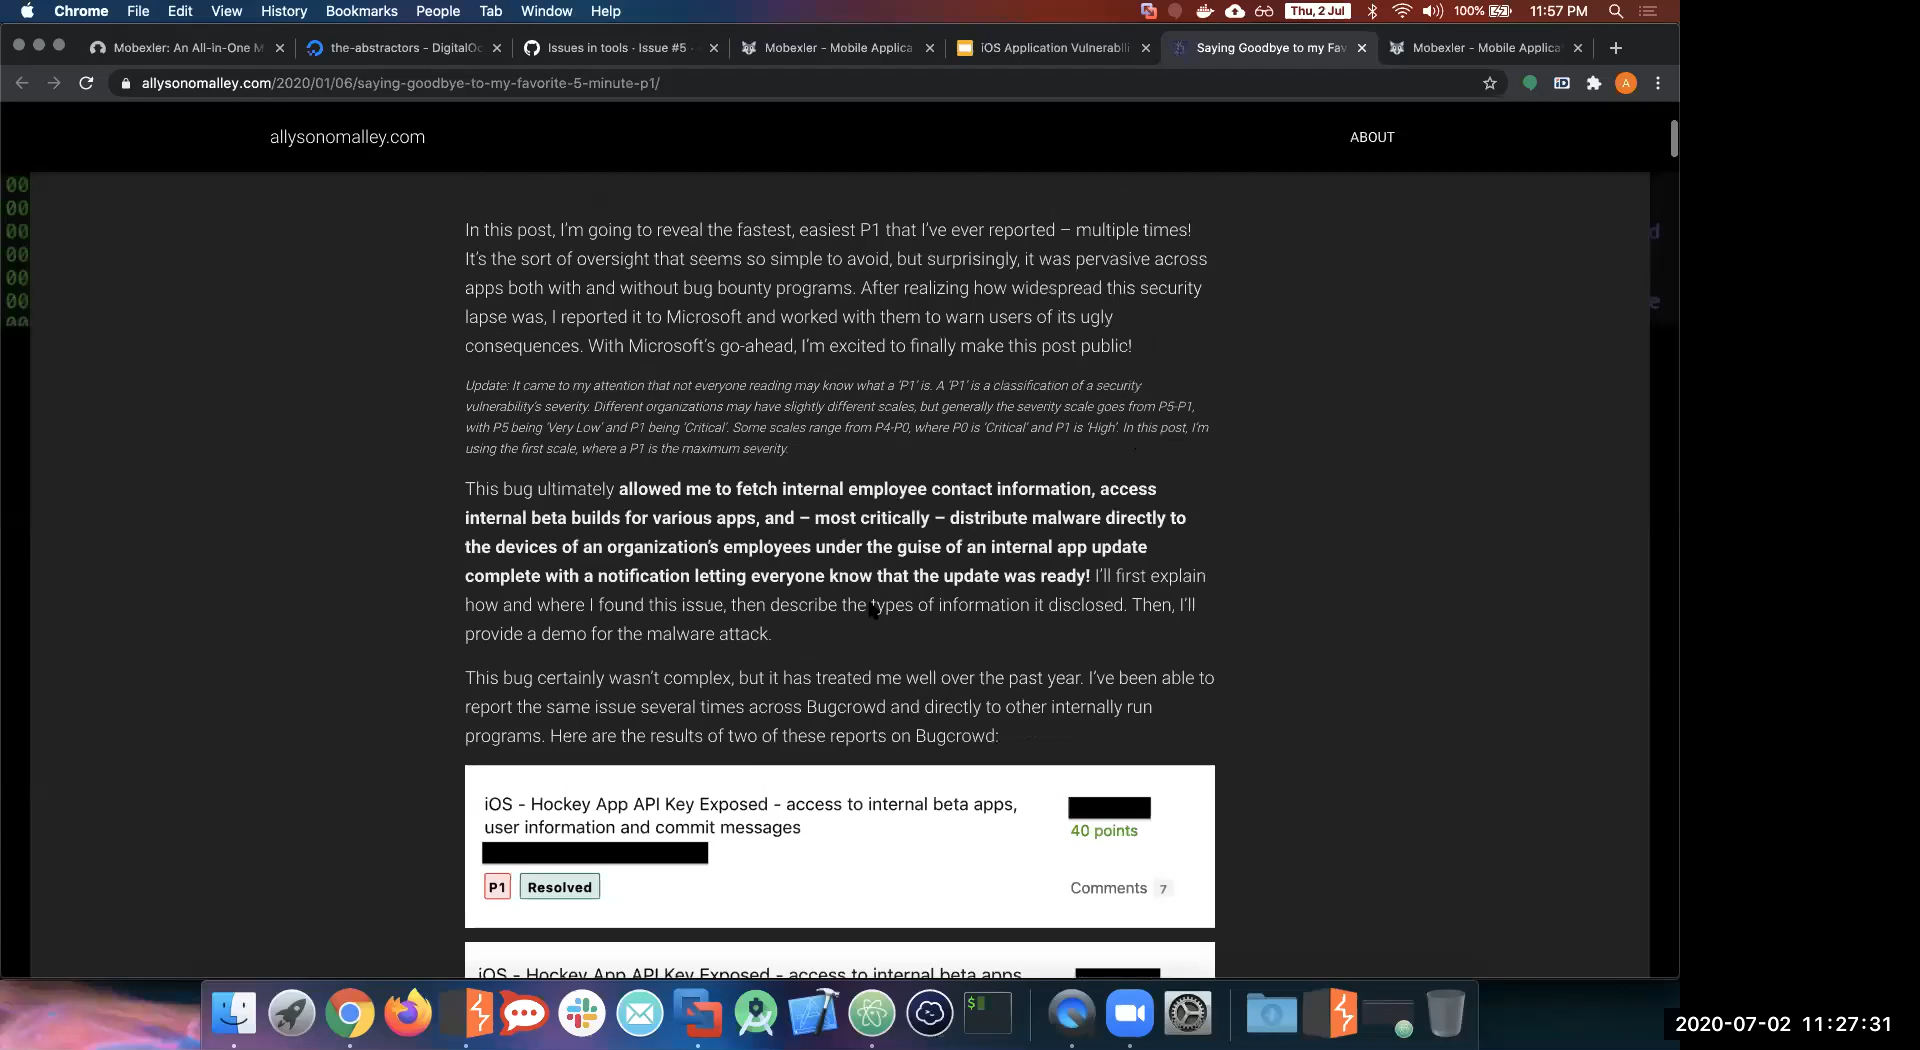 Chrome File Edit View History Bookmarks People Tab Window Help Thu, 2 Jul 100% 11:57 PM
Mobexler: An All-in-One M the-abstractors - DigitalOc Issues in tools · Issue #5 · Mobexler - Mobile Applica iOS Application Vulnerabili Saying Goodbye to my Fav Mobexler - Mobile Applica
allysonomalley.com/2020/01/06/saying-goodbye-to-my-favorite-5-minute-p1/ A
allysonomalley.com ABOUT
00
00
00
00
00
00
00
d
e
In this post, I'm going to reveal the fastest, easiest P1 that I've ever reported – multiple times!
It's the sort of oversight that seems so simple to avoid, but surprisingly, it was pervasive across
apps both with and without bug bounty programs. After realizing how widespread this security
lapse was, I reported it to Microsoft and worked with them to warn users of its ugly
consequences. With Microsoft's go-ahead, I'm excited to finally make this post public!
Update: It came to my attention that not everyone reading may know what a 'P1' is. A 'P1' is a classification of a security
vulnerability's severity. Different organizations may have slightly different scales, but generally the severity scale goes from P5-P1,
with P5 being 'Very Low' and P1 being 'Critical'. Some scales range from P4-P0, where P0 is 'Critical' and P1 is 'High'. In this post, I'm
using the first scale, where a P1 is the maximum severity.
This bug ultimately allowed me to fetch internal employee contact information, access
internal beta builds for various apps, and – most critically – distribute malware directly to
the devices of an organization's employees under the guise of an internal app update
complete with a notification letting everyone know that the update was ready! I'll first explain
how and where I found this issue, then describe the types of information it disclosed. Then, I'll
provide a demo for the malware attack.
This bug certainly wasn't complex, but it has treated me well over the past year. I've been able to
report the same issue several times across Bugcrowd and directly to other internally run
programs. Here are the results of two of these reports on Bugcrowd:
iOS - Hockey App API Key Exposed - access to internal beta apps,
user information and commit messages
40 points
P1 Resolved
Comments 7
iOS - Hockey App API Key Exposed - access to internal beta apps
$
2020-07-02 11:27:31